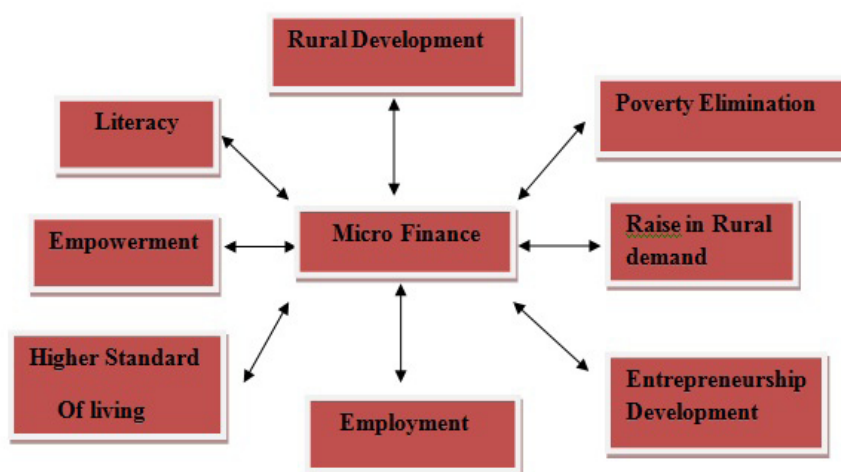 Rural Development
Poverty Elimination
Literacy
Micro Finance
Empowerment
Raise in Rural
demand
Higher Standard
Of living
Entrepreneurship
Development
Employment